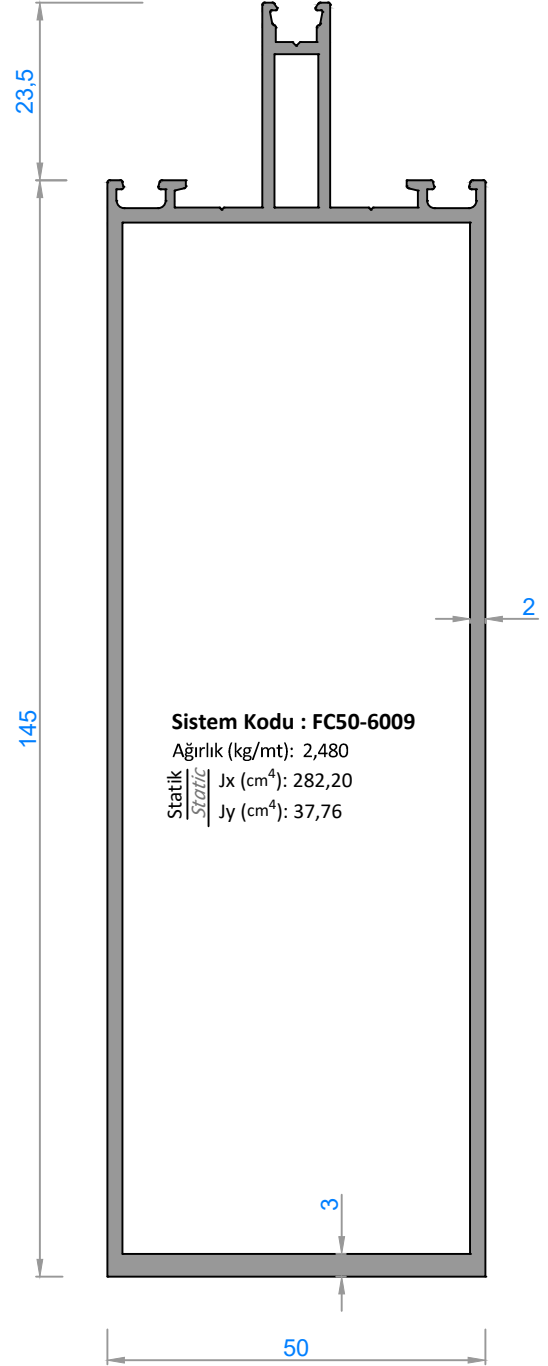 23,5
145
2
Sistem Kodu : FC50-6009
Ağırlık (kg/mt): 2,480
Statik
Static
Jx (cm⁴): 282,20
Jy (cm⁴): 37,76
3
50